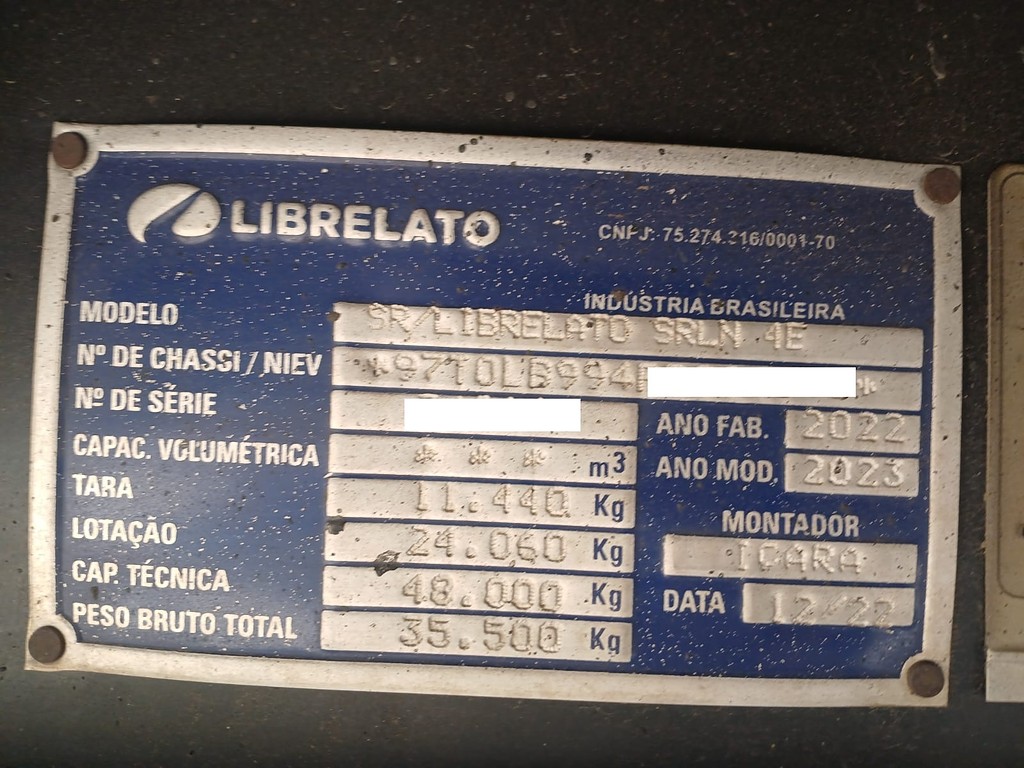 LIBRELATO
CNPJ: 75.274.316/0001-70
INDÚSTRIA BRASILEIRA
MODELO SR/LIBRELATO SRLN 4E
Nº DE CHASSI / NIEV
Nº DE SÉRIE
ANO FAB. 2022
CAPAC. VOLUMÉTRICA * * * m3
ANO MOD. 2023
TARA 11.440 Kg
MONTADOR
LOTAÇÃO 24.060 Kg
IÇARA
CAP. TÉCNICA 48.000 Kg
DATA 12/22
PESO BRUTO TOTAL 35.500 Kg